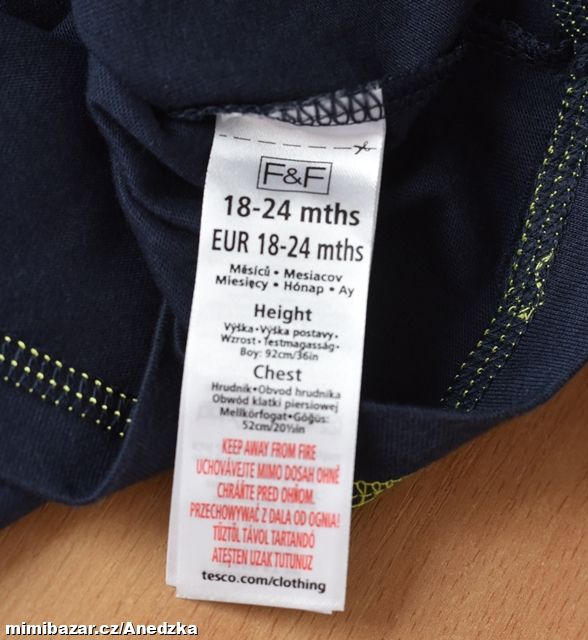 F&F
18-24 mths
EUR 18-24 mths
Měsíců • Mesiacov
Miesięcy • Hónap • Ay
Height
Výška•Výška postavy•
Wzrost•Testmagasság•
Boy: 92cm/36in
Chest
Hrudník•Obvod hrudníka
Obwód klatki piersiowej
Mellkörfogat•Göğüs:
52cm/20½in
KEEP AWAY FROM FIRE
UCHOVÁVEJTE MIMO DOSAH OHNĚ
CHRÁŇTE PRED OHŇOM.
PRZECHOWYWAĆ Z DALA OD OGNIA!
TŰZTŐL TÁVOL TARTANDÓ
ATEŞTEN UZAK TUTUNUZ
tesco.com/clothing
mimibazar.cz/Anedzka